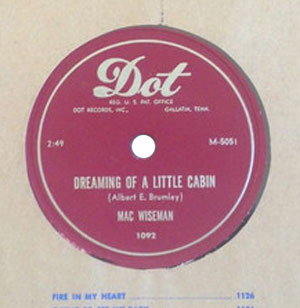 Dot
REG. U. S. PAT. OFFICE
DOT RECORDS, INC., GALLATIN, TENN.
2:49 M-5051
DREAMING OF A LITTLE CABIN
(Albert E. Brumley)
MAC WISEMAN
1092
FIRE IN MY HEART 1126